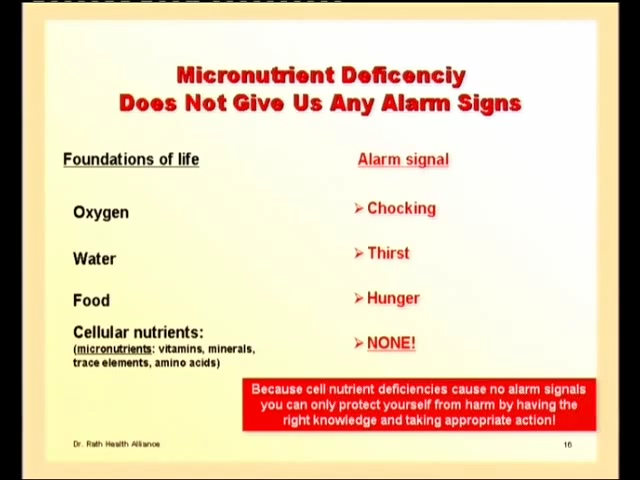 Micronutrient Deficenciy
Does Not Give Us Any Alarm Signs
Foundations of life
Alarm signal
Oxygen
Chocking
Water
Thirst
Food
Hunger
Cellular nutrients:
(micronutrients: vitamins, minerals,
trace elements, amino acids)
NONE!
Because cell nutrient deficiencies cause no alarm signals
you can only protect yourself from harm by having the
right knowledge and taking appropriate action!
Dr. Rath Health Alliance
16